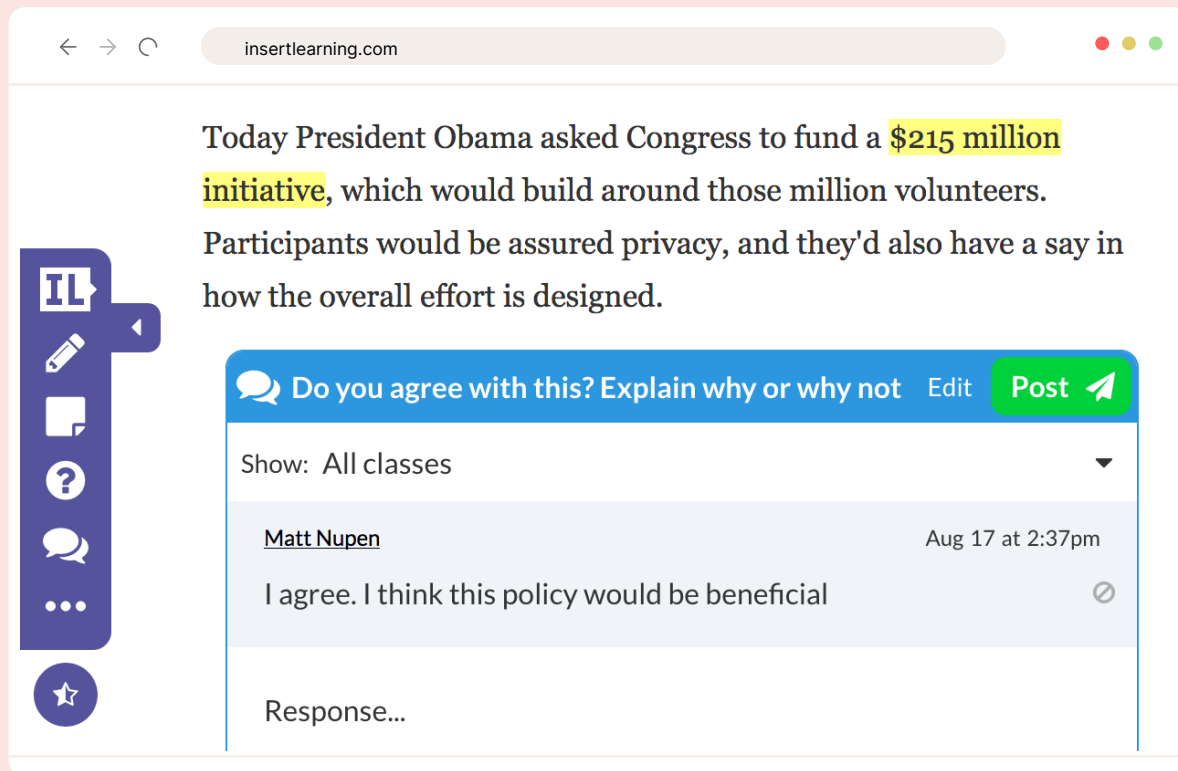 insertlearning.com
Today President Obama asked Congress to fund a $215 million
initiative, which would build around those million volunteers.
Participants would be assured privacy, and they'd also have a say in
how the overall effort is designed.
IL
Do you agree with this? Explain why or why not Edit Post
Show: All classes
Matt Nupen Aug 17 at 2:37pm
I agree. I think this policy would be beneficial
Response...